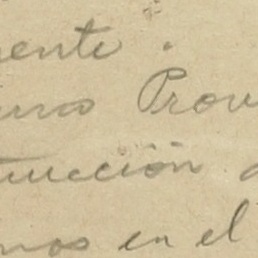 ente.
Prov
trucción
nos en el